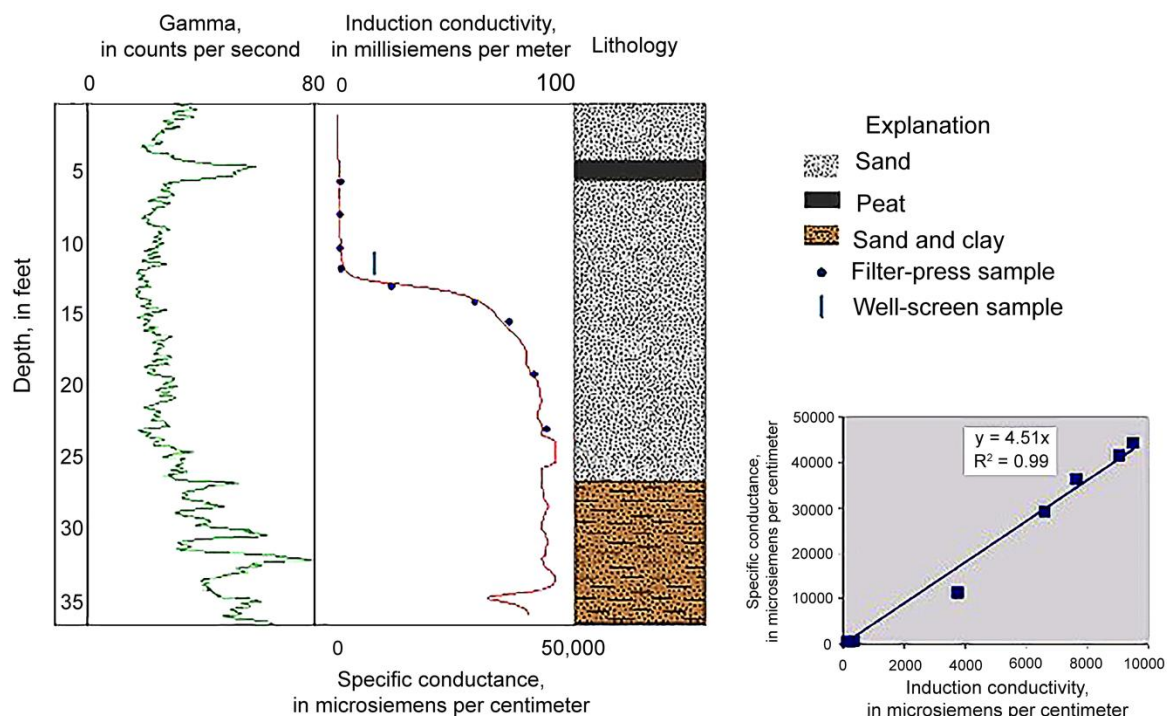 Gamma,
in counts per second
0 80
Induction conductivity,
in millisiemens per meter
0 100
Lithology
Depth, in feet
5
10
15
20
25
30
35
0 50,000
Specific conductance,
in microsiemens per centimeter
Explanation
Sand
Peat
Sand and clay
Filter-press sample
Well-screen sample
Specific conductance,
in microsiemens per centimeter
50000
40000
30000
20000
10000
0
y = 4.51x
R² = 0.99
0 2000 4000 6000 8000 10000
Induction conductivity,
in microsiemens per centimeter